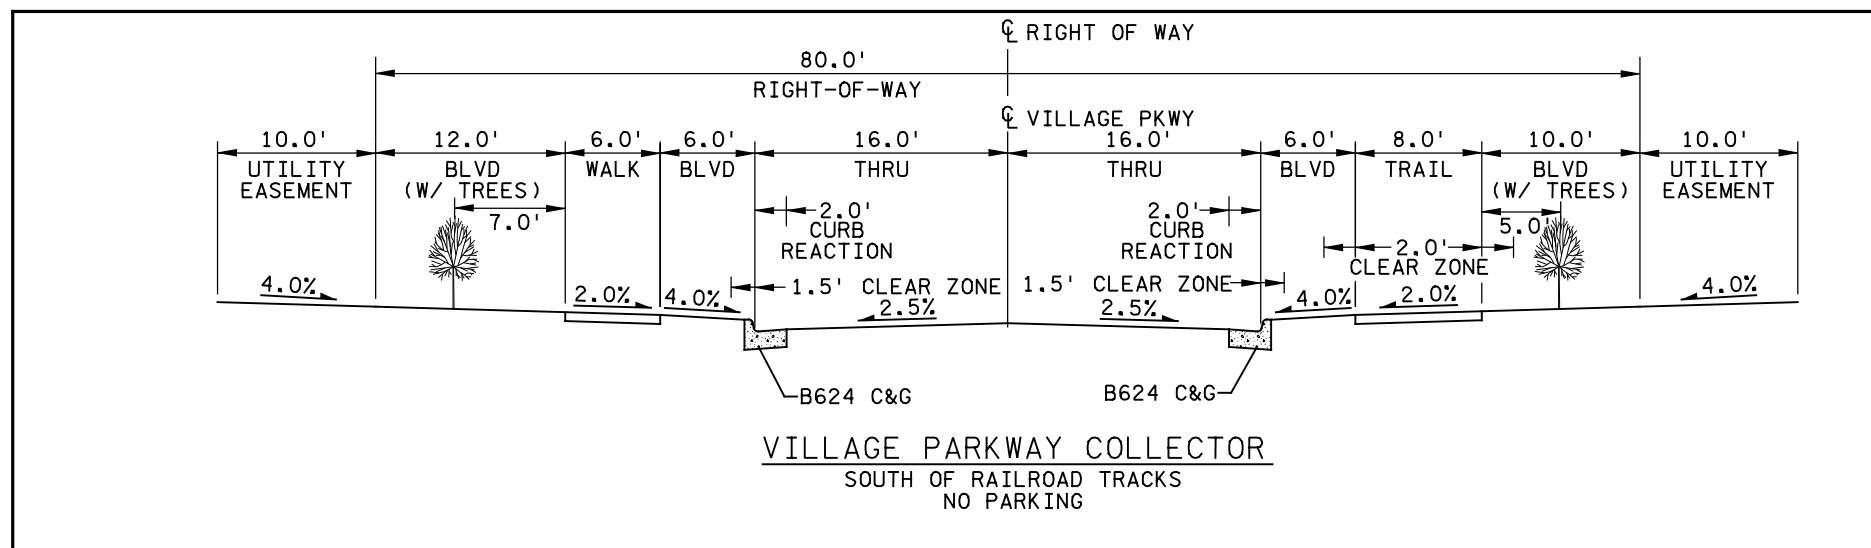 ℄ RIGHT OF WAY
80.0'
RIGHT-OF-WAY
℄ VILLAGE PKWY
10.0' 12.0' 6.0' 6.0' 16.0' 16.0' 6.0' 8.0' 10.0' 10.0'
UTILITY BLVD WALK BLVD THRU THRU BLVD TRAIL BLVD UTILITY
EASEMENT (W/ TREES) (W/ TREES) EASEMENT
7.0' 2.0' 2.0' 5.0'
CURB CURB
REACTION REACTION 2.0'
CLEAR ZONE
4.0% 2.0% 4.0% 1.5' CLEAR ZONE 1.5' CLEAR ZONE 4.0% 2.0% 4.0%
2.5% 2.5%
B624 C&G B624 C&G
VILLAGE PARKWAY COLLECTOR
SOUTH OF RAILROAD TRACKS
NO PARKING